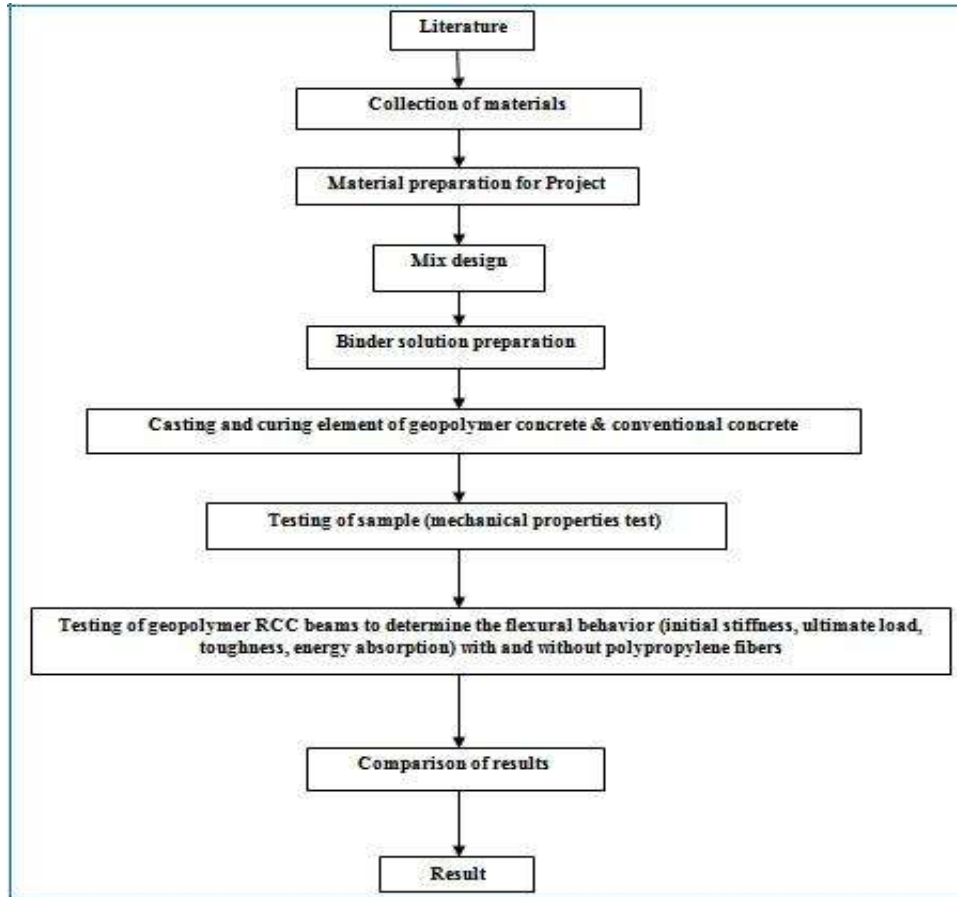 Literature
Collection of materials
Material preparation for Project
Mix design
Binder solution preparation
Casting and curing element of geopolymer concrete & conventional concrete
Testing of sample (mechanical properties test)
Testing of geopolymer RCC beams to determine the flexural behavior (initial stiffness, ultimate load,
toughness, energy absorption) with and without polypropylene fibers
Comparison of results
Result